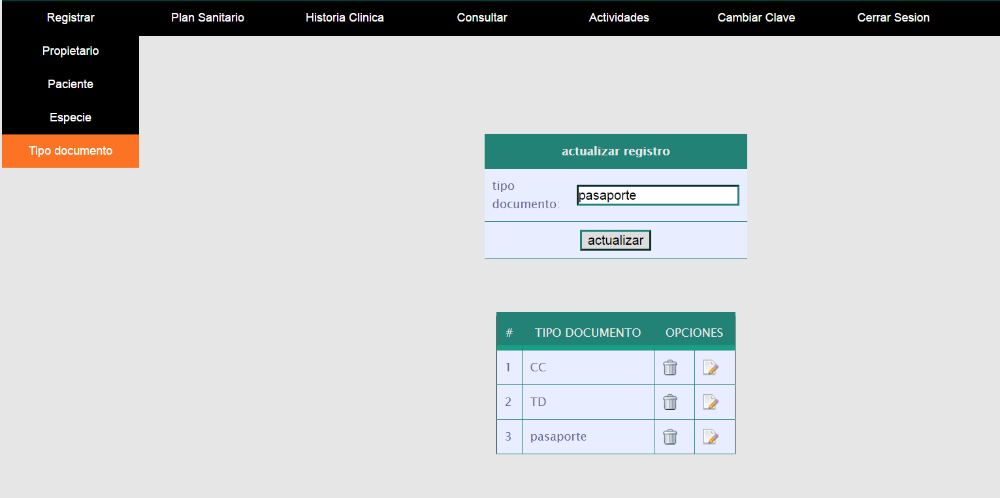 Registrar Plan Sanitario Historia Clinica Consultar Actividades Cambiar Clave Cerrar Sesion
Propietario
Paciente
Especie
Tipo documento
actualizar registro
tipo
documento: pasaporte
actualizar
# TIPO DOCUMENTO OPCIONES
1 CC
2 TD
3 pasaporte